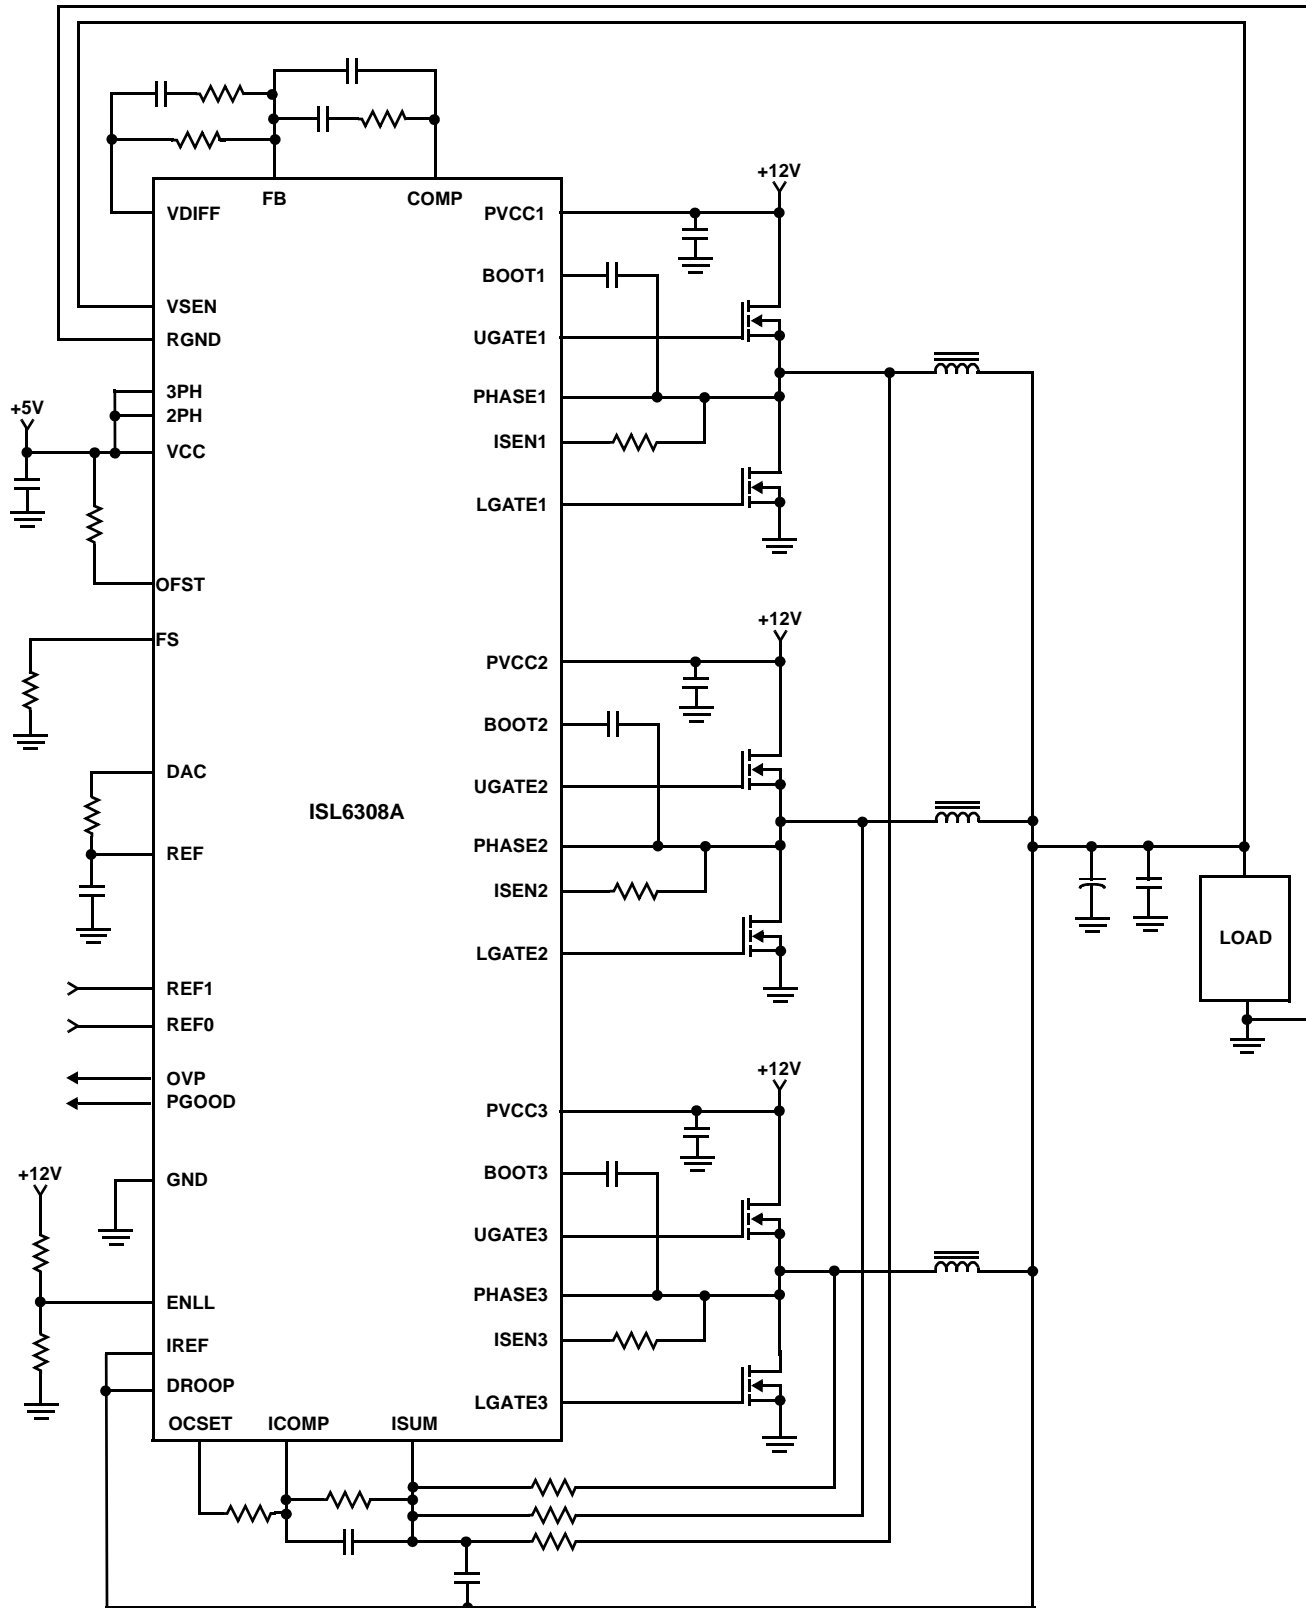 FB
COMP
VDIFF
VSEN
RGND
3PH
2PH
+5V
VCC
OFST
FS
DAC
REF
ISL6308A
REF1
REF0
OVP
PGOOD
+12V
GND
ENLL
IREF
DROOP
OCSET
ICOMP
ISUM
+12V
PVCC1
BOOT1
UGATE1
PHASE1
ISEN1
LGATE1
+12V
PVCC2
BOOT2
UGATE2
PHASE2
ISEN2
LGATE2
+12V
PVCC3
BOOT3
UGATE3
PHASE3
ISEN3
LGATE3
LOAD